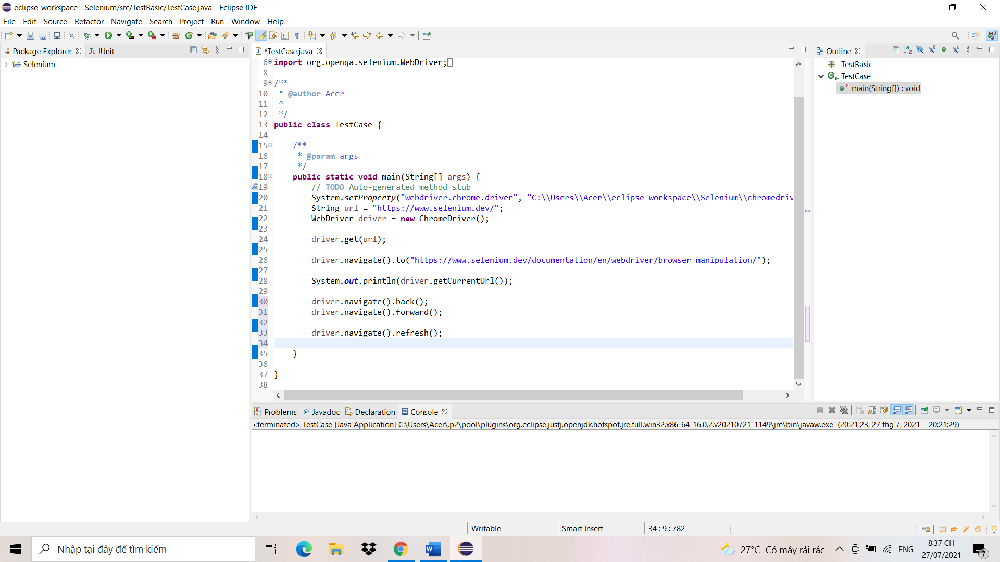 eclipse-workspace - Selenium/src/TestBasic/TestCase.java - Eclipse IDE
File Edit Source Refactor Navigate Search Project Run Window Help
Package Explorer JUnit
Selenium
*TestCase.java
6 import org.openqa.selenium.WebDriver;
8
9 /**
10 * @author Acer
11 *
12 */
13 public class TestCase {
14
15 /**
16 * @param args
17 */
18 public static void main(String[] args) {
19 // TODO Auto-generated method stub
20 System.setProperty("webdriver.chrome.driver", "C:\\Users\\Acer\\eclipse-workspace\\Selenium\\chromedriv
21 String url = "https://www.selenium.dev/";
22 WebDriver driver = new ChromeDriver();
23
24 driver.get(url);
25
26 driver.navigate().to("https://www.selenium.dev/documentation/en/webdriver/browser_manipulation/");
27
28 System.out.println(driver.getCurrentUrl());
29
30 driver.navigate().back();
31 driver.navigate().forward();
32
33 driver.navigate().refresh();
34
35 }
36
37 }
38
Outline
TestBasic
TestCase
main(String[]) : void
Problems @ Javadoc Declaration Console
<terminated> TestCase [Java Application] C:\Users\Acer\.p2\pool\plugins\org.eclipse.justj.openjdk.hotspot.jre.full.win32.x86_64_16.0.2.v20210721-1149\jre\bin\javaw.exe (20:21:23, 27 thg 7, 2021 – 20:21:29)
Writable Smart Insert 34 : 9 : 782
Nhập tại đây để tìm kiếm
27°C Có mây rải rác
ENG
8:37 CH
27/07/2021
7